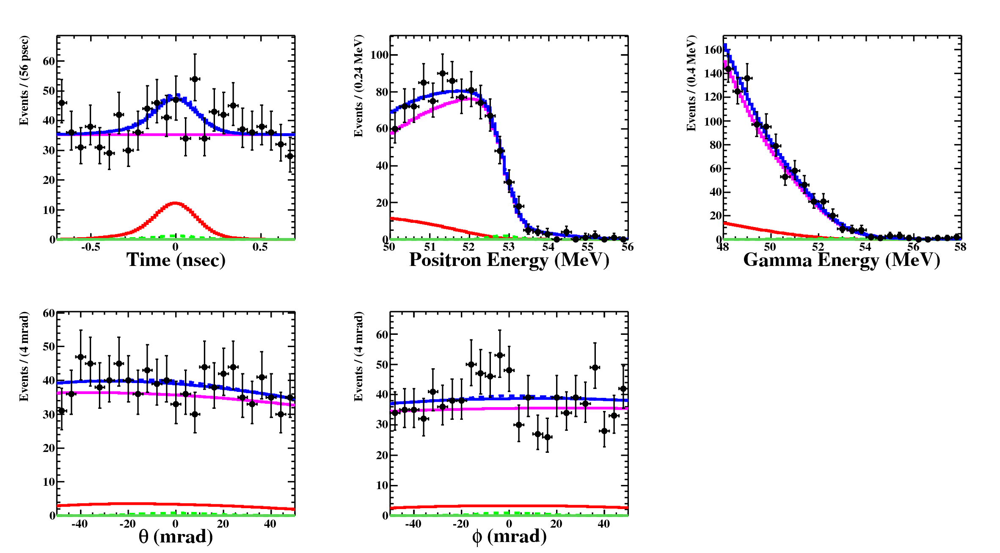 Events / (56 psec)
60
50
40
30
20
10
0
-0.5 0 0.5
Time (nsec)
Events / (0.24 MeV)
100
80
60
40
20
0
50 51 52 53 54 55 56
Positron Energy (MeV)
Events / (0.4 MeV)
160
140
120
100
80
60
40
20
0
48 50 52 54 56 58
Gamma Energy (MeV)
Events / (4 mrad)
60
50
40
30
20
10
0
-40 -20 0 20 40
θ (mrad)
Events / (4 mrad)
60
50
40
30
20
10
0
-40 -20 0 20 40
ϕ (mrad)